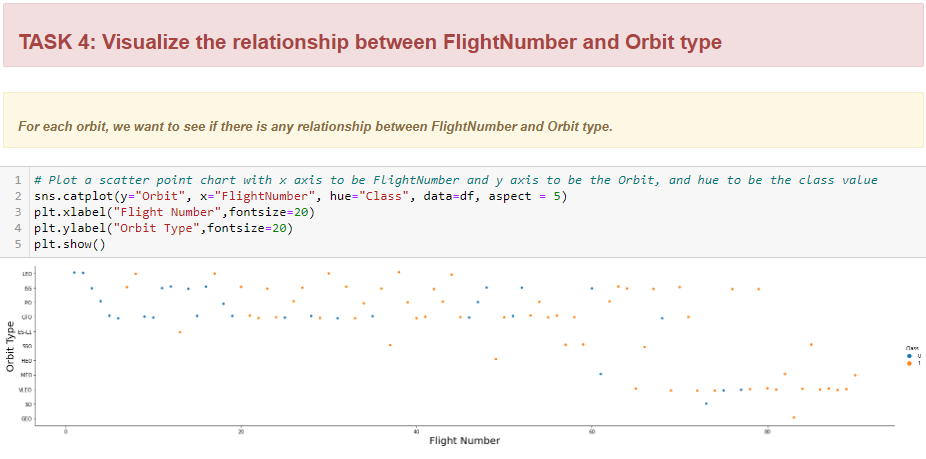 TASK 4: Visualize the relationship between FlightNumber and Orbit type
For each orbit, we want to see if there is any relationship between FlightNumber and Orbit type.
1 # Plot a scatter point chart with x axis to be FlightNumber and y axis to be the Orbit, and hue to be the class value
2 sns.catplot(y="Orbit", x="FlightNumber", hue="Class", data=df, aspect = 5)
3 plt.xlabel("Flight Number",fontsize=20)
4 plt.ylabel("Orbit Type",fontsize=20)
5 plt.show()
Orbit Type
LEO
ISS
PO
GTO
ES-L1
SSO
HEO
MEO
VLEO
SO
GEO
0 20 40 60 80
Flight Number
Class
0
1